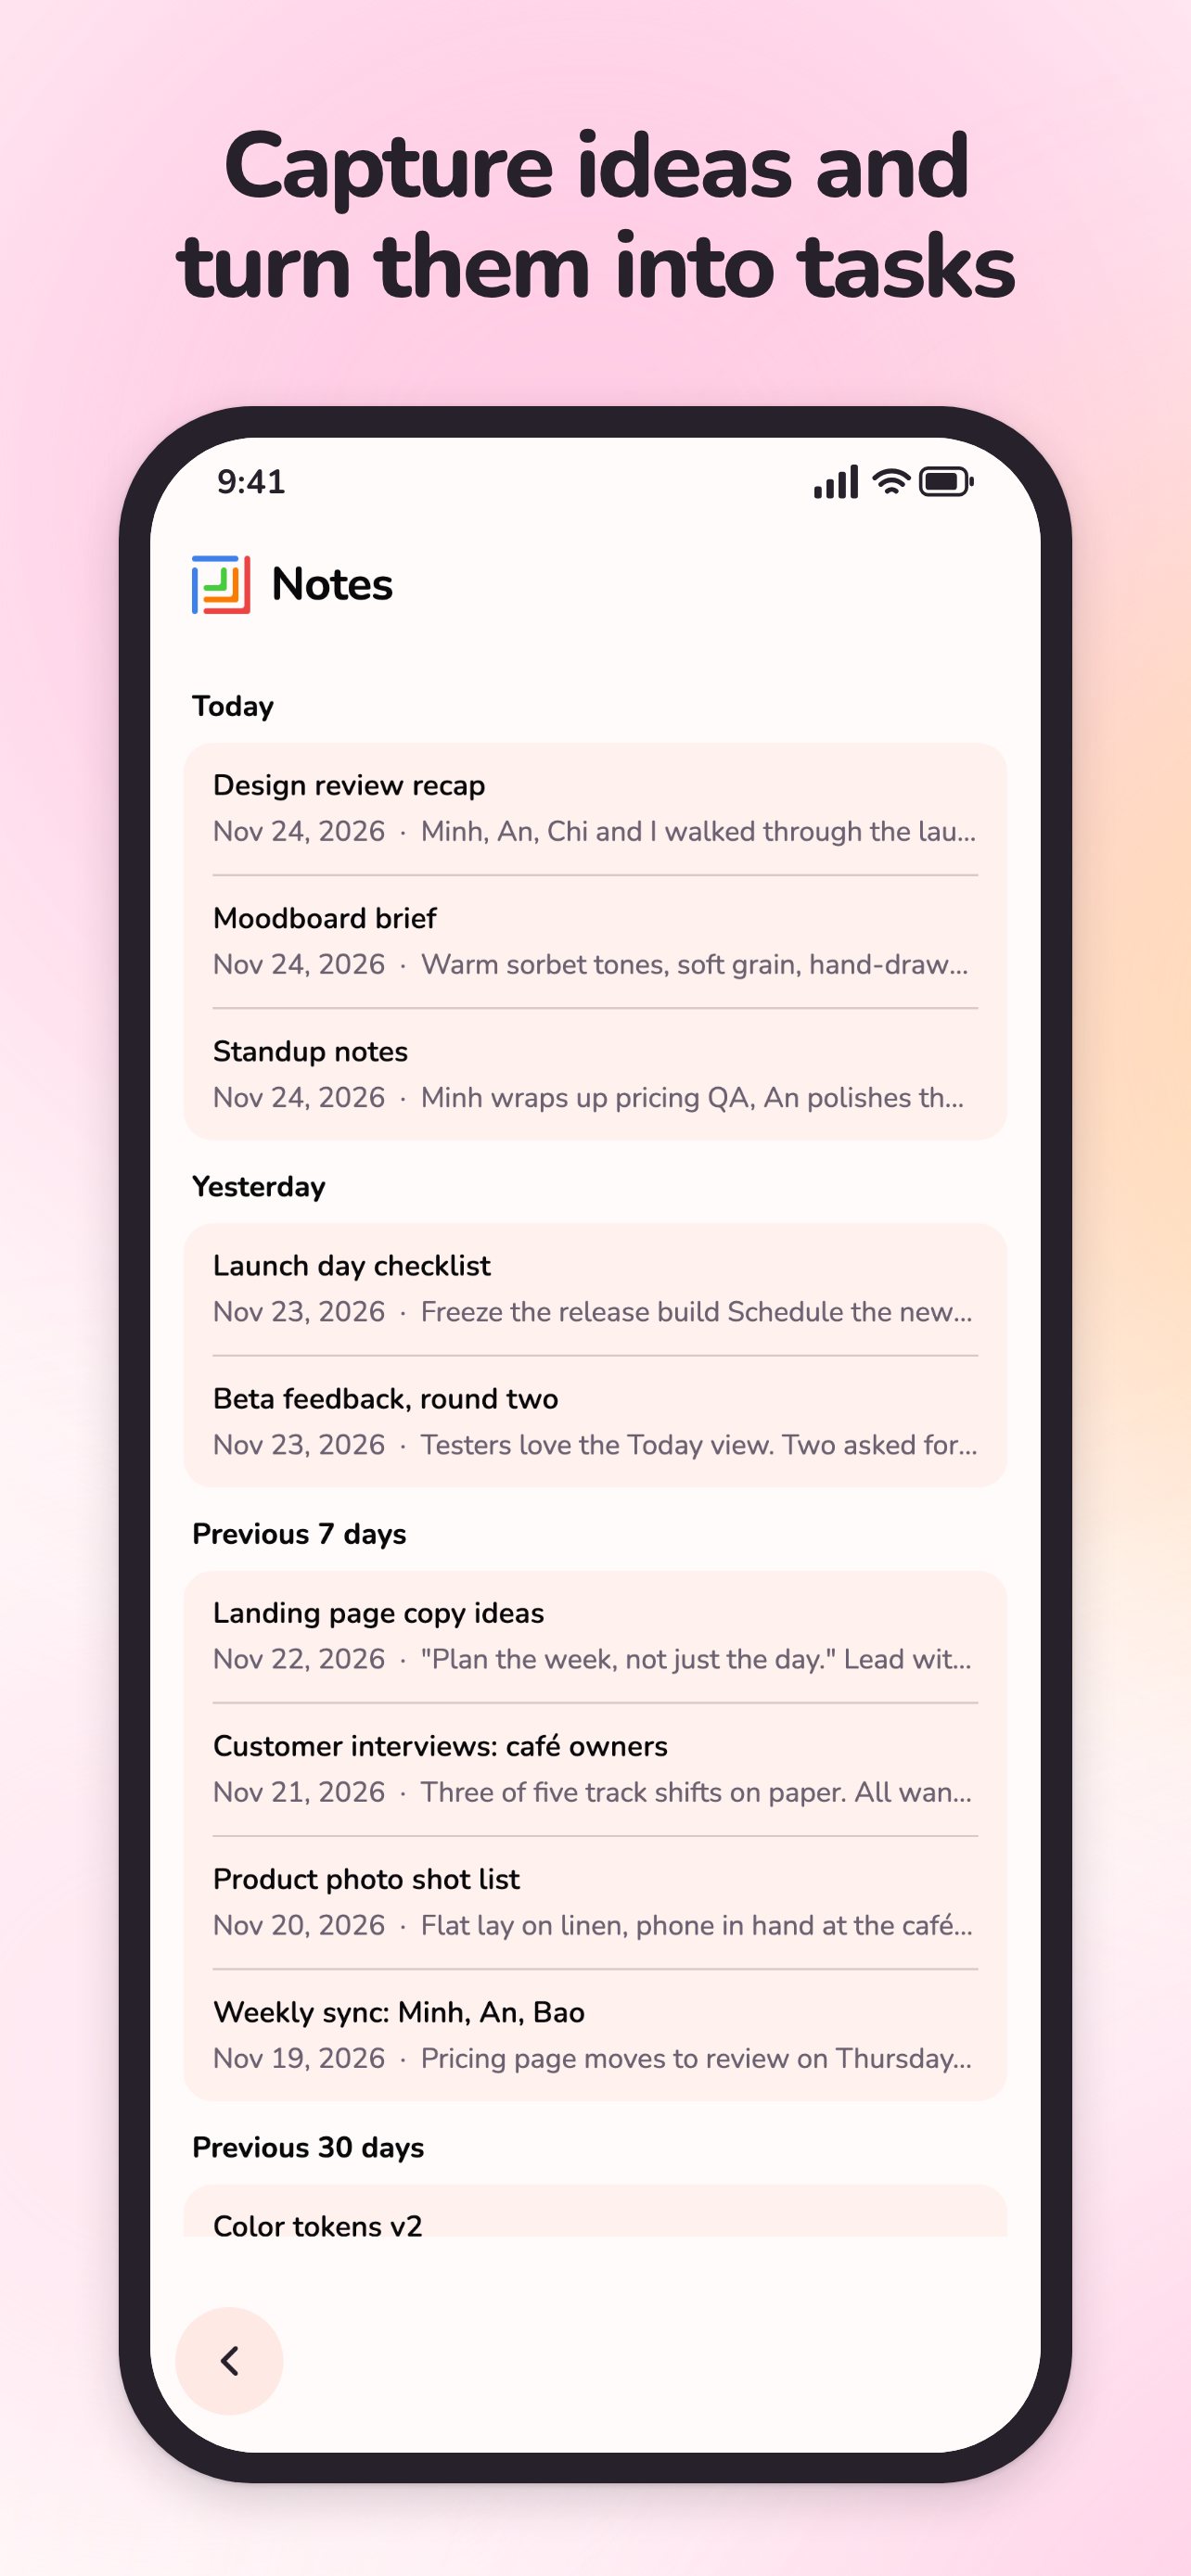 Capture ideas and
turn them into tasks
9:41
Notes
Today
Design review recap
Nov 24, 2026 · Minh, An, Chi and I walked through the lau...
Moodboard brief
Nov 24, 2026 · Warm sorbet tones, soft grain, hand-draw...
Standup notes
Nov 24, 2026 · Minh wraps up pricing QA, An polishes th...
Yesterday
Launch day checklist
Nov 23, 2026 · Freeze the release build Schedule the new...
Beta feedback, round two
Nov 23, 2026 · Testers love the Today view. Two asked for...
Previous 7 days
Landing page copy ideas
Nov 22, 2026 · "Plan the week, not just the day." Lead wit...
Customer interviews: café owners
Nov 21, 2026 · Three of five track shifts on paper. All wan...
Product photo shot list
Nov 20, 2026 · Flat lay on linen, phone in hand at the café...
Weekly sync: Minh, An, Bao
Nov 19, 2026 · Pricing page moves to review on Thursday...
Previous 30 days
Color tokens v2